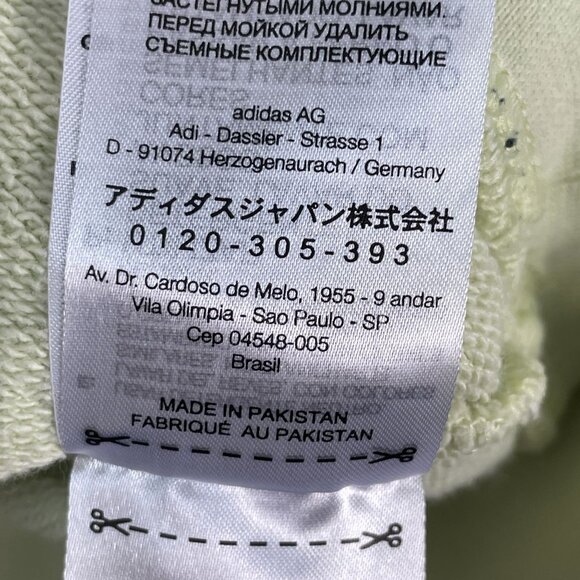 ЗАСТЕГНУТЫМИ МОЛНИЯМИ.
ПЕРЕД МОЙКОЙ УДАЛИТЬ
СЪЕМНЫЕ КОМПЛЕКТУЮЩИЕ
adidas AG
Adi - Dassler - Strasse 1
D - 91074 Herzogenaurach / Germany
アディダスジャパン株式会社
0120-305-393
Av. Dr. Cardoso de Melo, 1955 - 9 andar
Vila Olimpia - Sao Paulo - SP
Cep 04548-005
Brasil
MADE IN PAKISTAN
FABRIQUÉ AU PAKISTAN